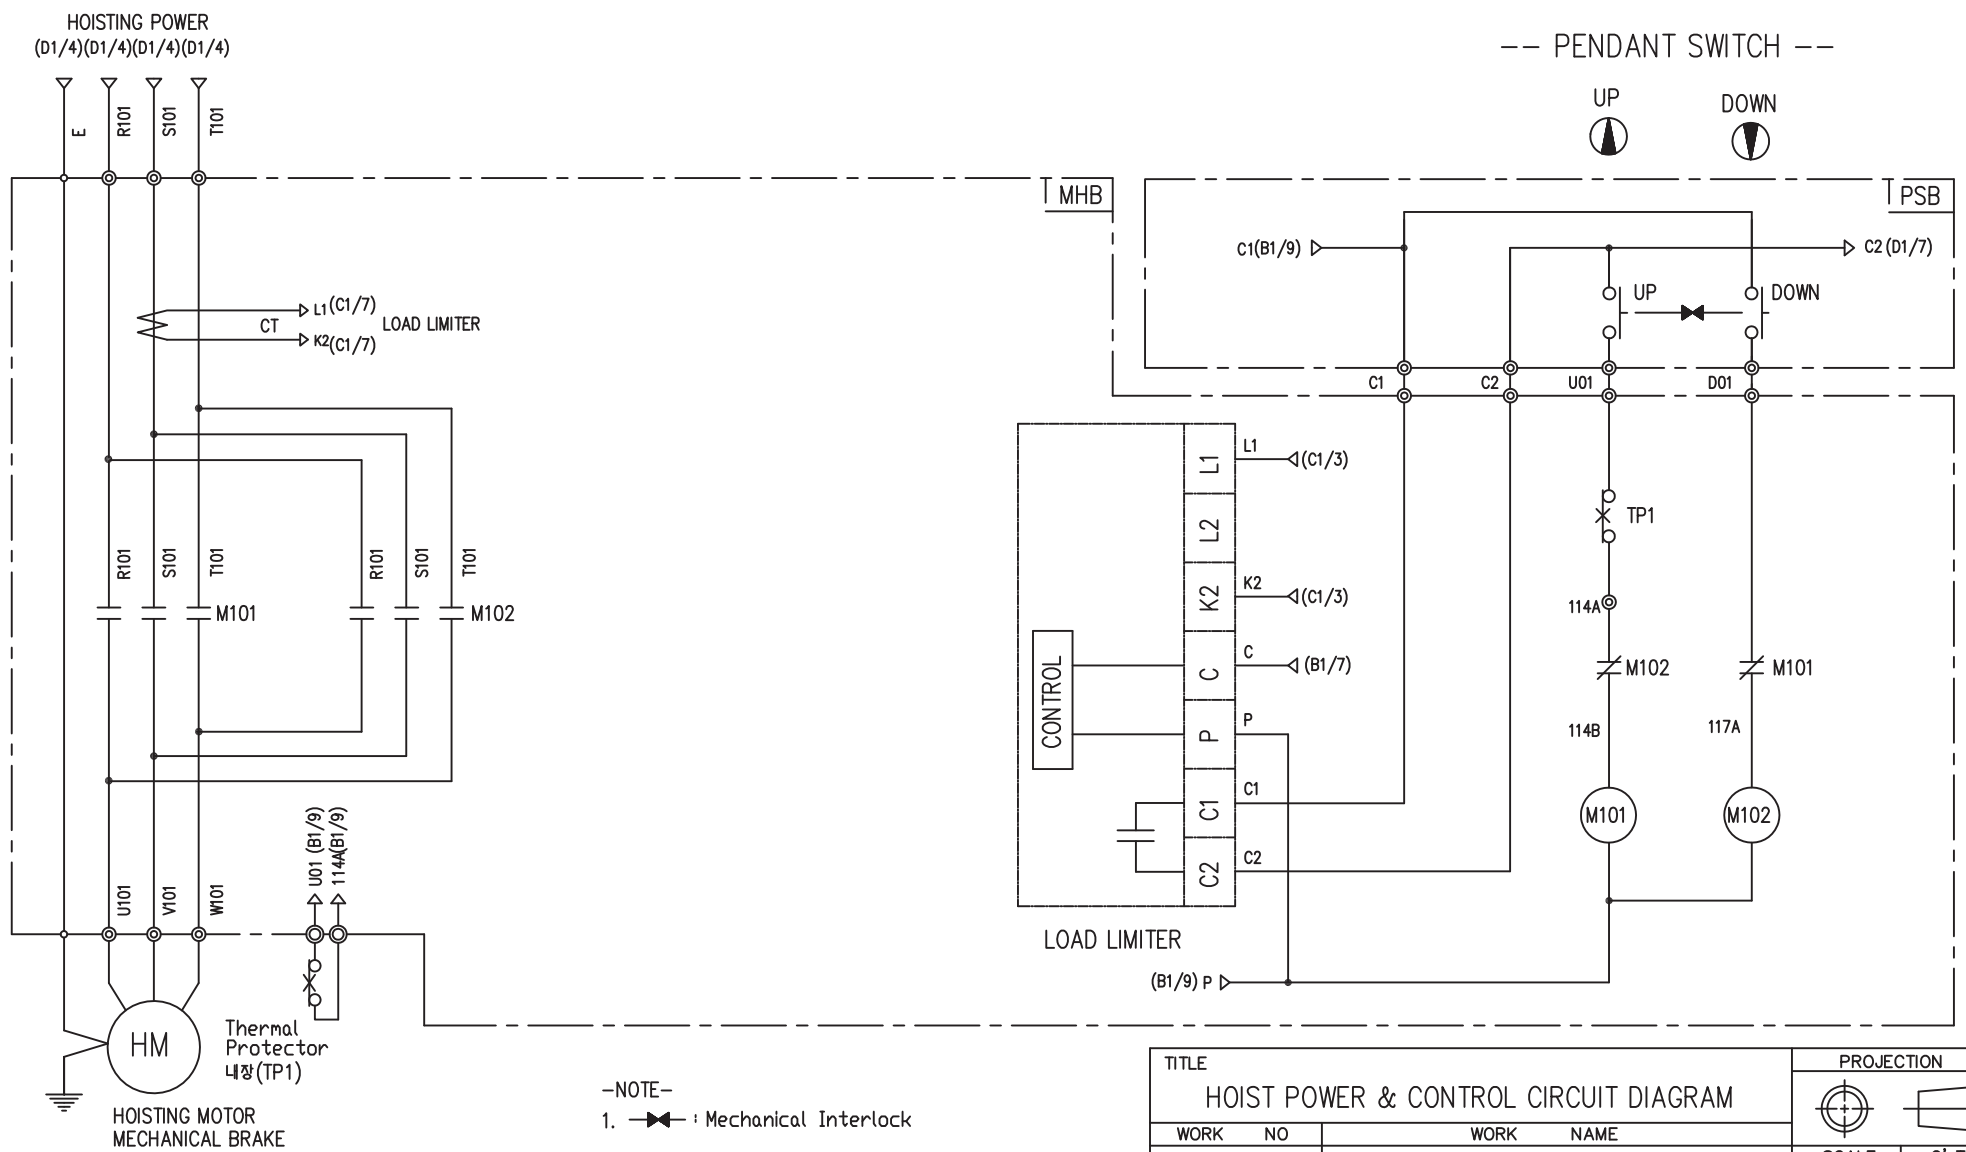 HOISTING POWER
(D1/4)(D1/4)(D1/4)(D1/4)
E
R101
S101
T101
-- PENDANT SWITCH --
UP
DOWN
MHB
PSB
C1(B1/9)
C2(D1/7)
UP
DOWN
L1(C1/7)
CT
LOAD LIMITER
K2(C1/7)
C1
C2
U01
D01
L1
L1
(C1/3)
L2
K2
K2
(C1/3)
C
C
(B1/7)
P
P
C1
C1
C2
C2
CONTROL
LOAD LIMITER
(B1/9) P
TP1
114A
M102
M101
114B
117A
M101
M102
R101
S101
T101
M101
R101
S101
T101
M102
U101
V101
W101
U01 (B1/9)
114A(B1/9)
HM
Thermal
Protector
내장(TP1)
HOISTING MOTOR
MECHANICAL BRAKE
-NOTE-
1. : Mechanical Interlock
TITLE
HOIST POWER & CONTROL CIRCUIT DIAGRAM
PROJECTION
WORK NO
WORK NAME